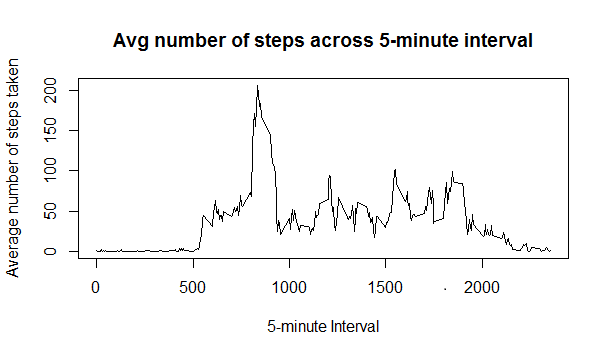 Avg number of steps across 5-minute interval
Average number of steps taken
200
150
100
50
0
0 500 1000 1500 2000
5-minute Interval